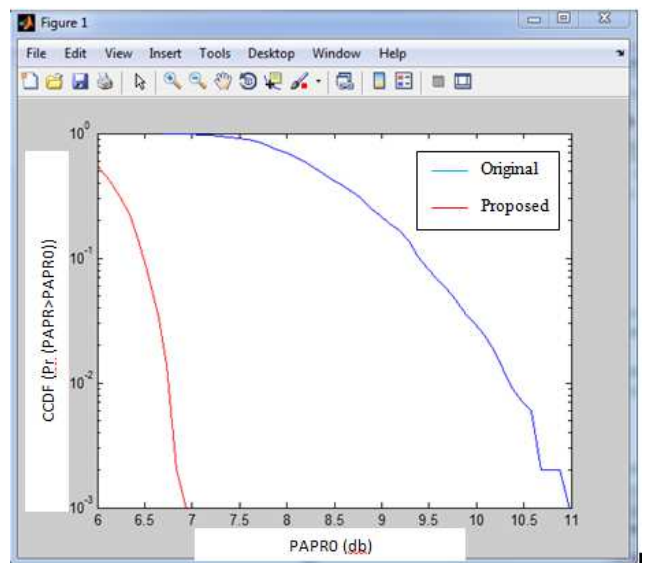 Figure 1
File Edit View Insert Tools Desktop Window Help
Original
Proposed
CCDF (Pr (PAPR>PAPR0))
10^0
10^-1
10^-2
10^-3
6 6.5 7 7.5 8 8.5 9 9.5 10 10.5 11
PAPR0 (db)